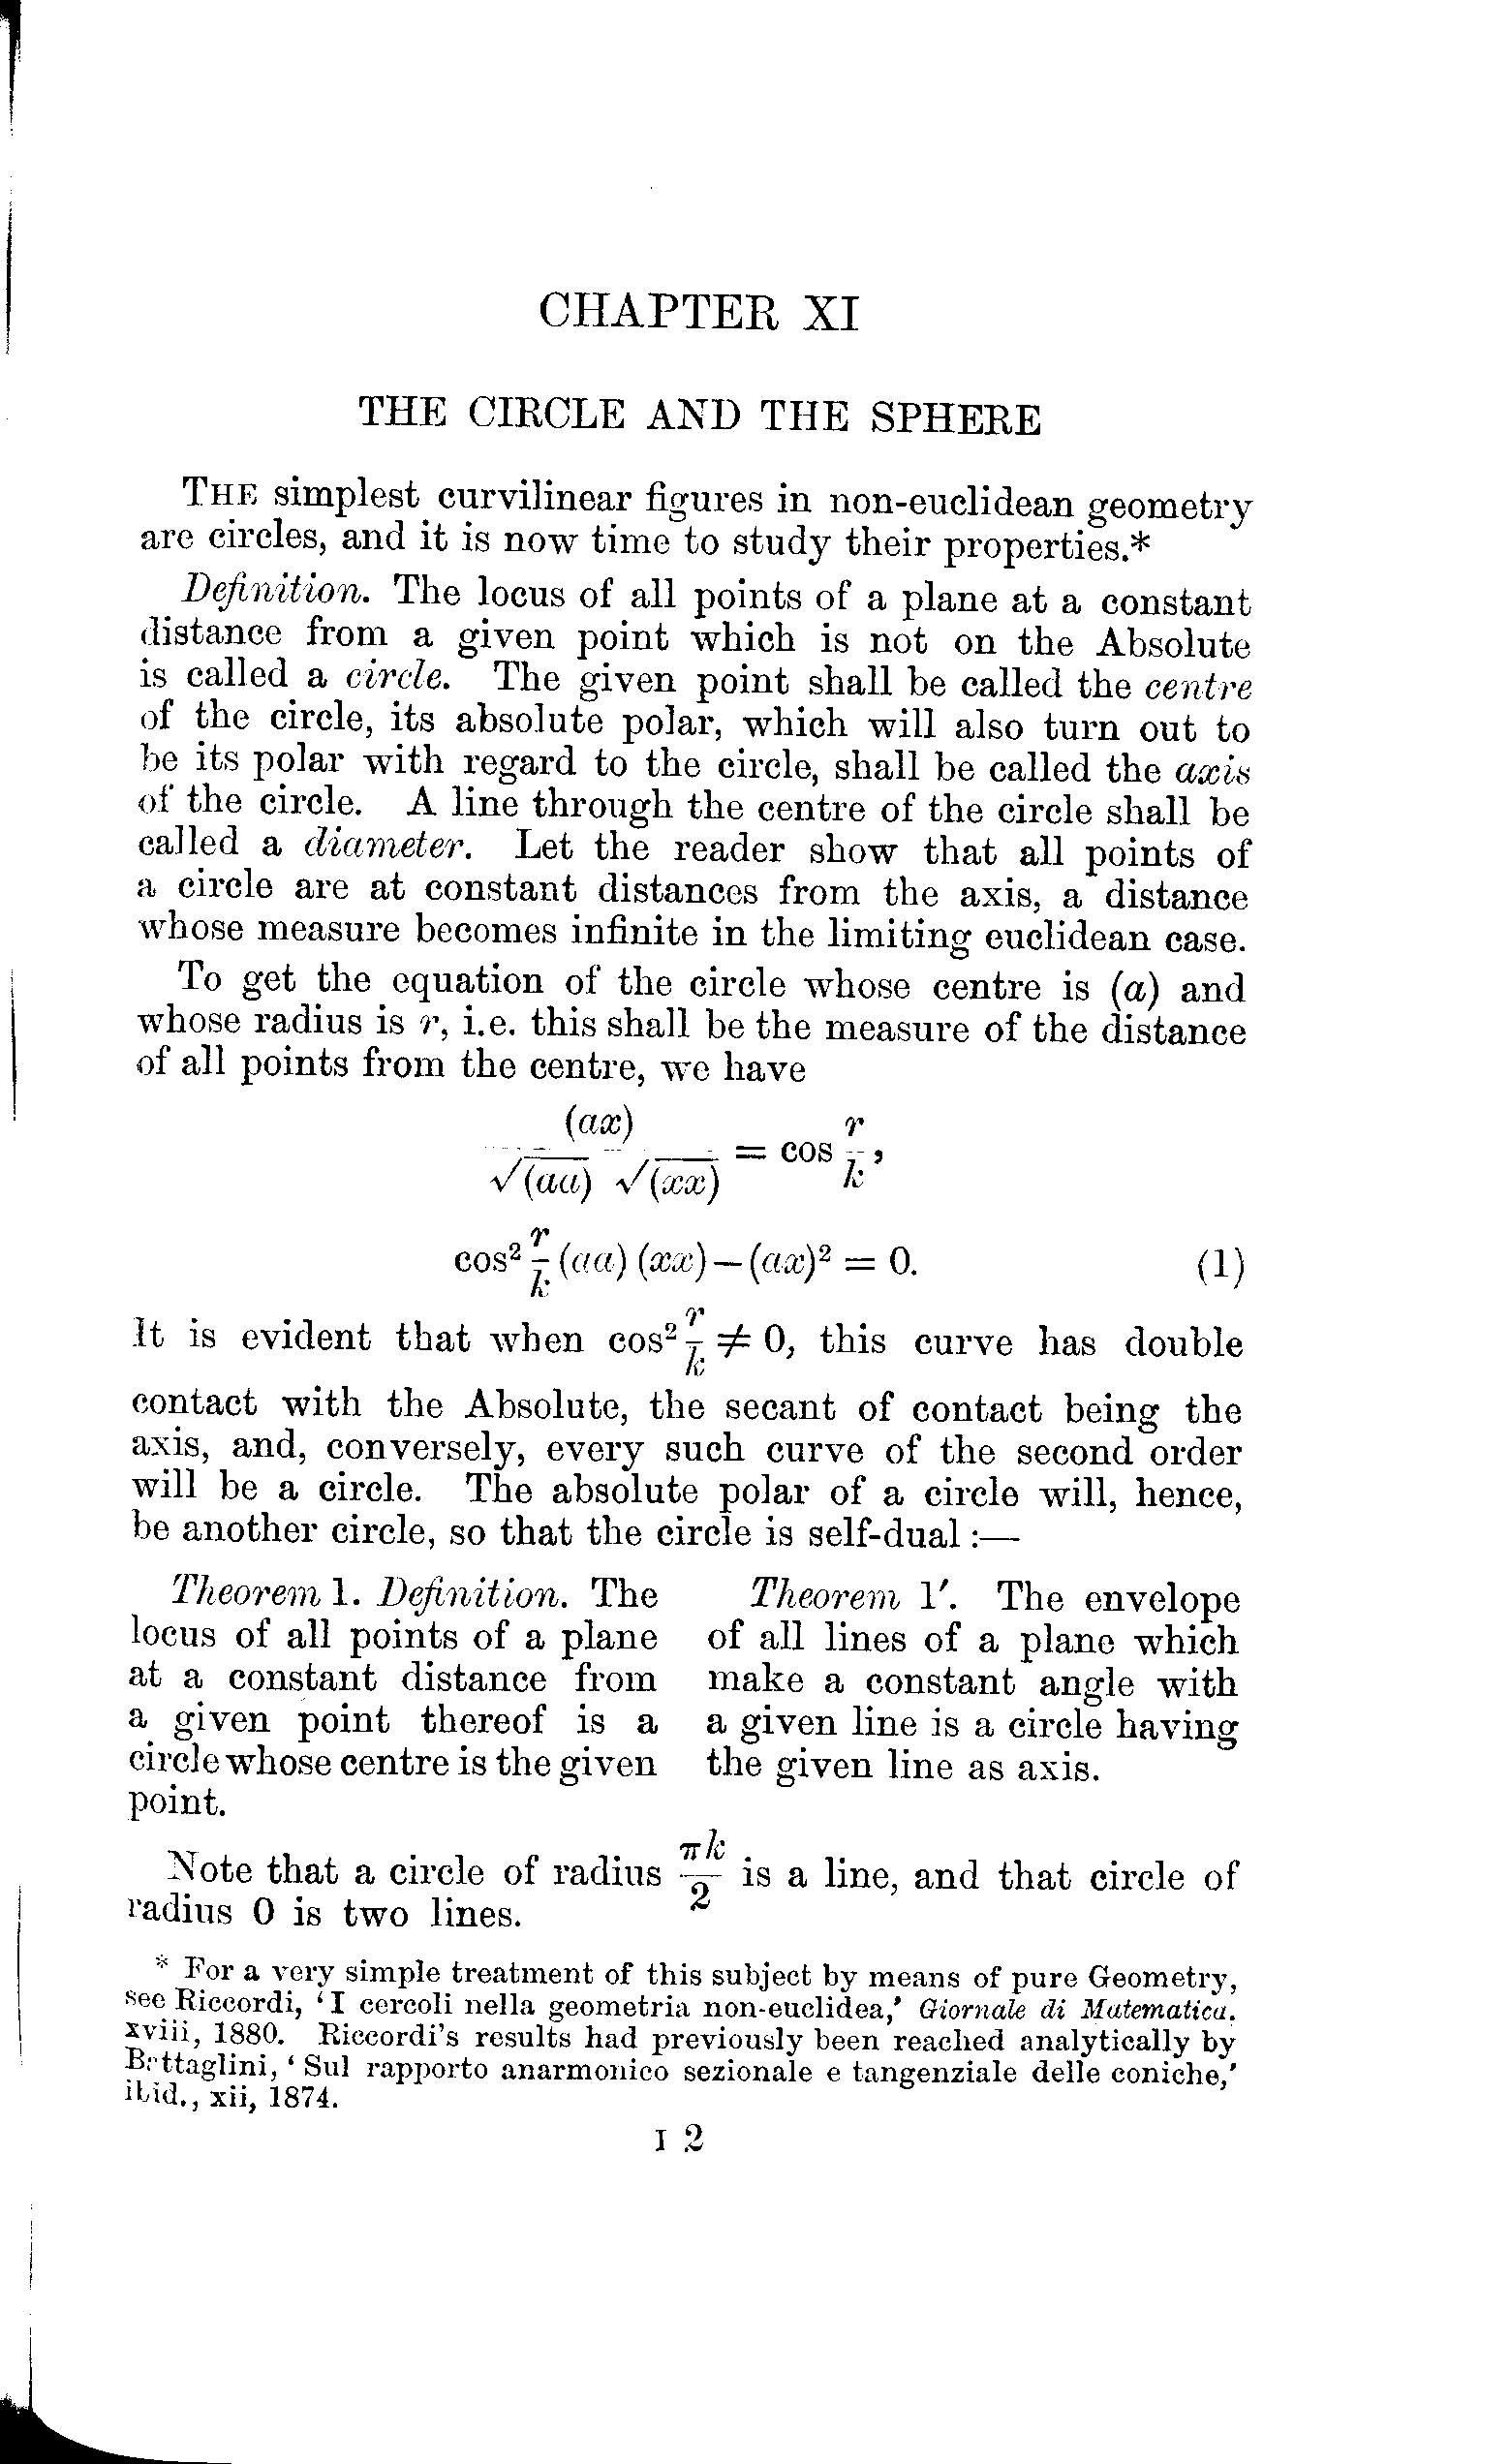 CHAPTER XI
THE CIRCLE AND THE SPHERE
THE simplest curvilinear figures in non-euclidean geometry
are circles, and it is now time to study their properties.*
Definition. The locus of all points of a plane at a constant
distance from a given point which is not on the Absolute
is called a circle. The given point shall be called the centre
of the circle, its absolute polar, which will also turn out to
be its polar with regard to the circle, shall be called the axis
of the circle. A line through the centre of the circle shall be
called a diameter. Let the reader show that all points of
a circle are at constant distances from the axis, a distance
whose measure becomes infinite in the limiting euclidean case.
To get the equation of the circle whose centre is (a) and
whose radius is r, i.e. this shall be the measure of the distance
of all points from the centre, we have
(ax) / √(aa) √(xx) = cos r/k,
cos² r/k (aa) (xx) – (ax)² = 0. (1)
It is evident that when cos² r/k ≠ 0, this curve has double
contact with the Absolute, the secant of contact being the
axis, and, conversely, every such curve of the second order
will be a circle. The absolute polar of a circle will, hence,
be another circle, so that the circle is self-dual :—
Theorem 1. Definition. The
locus of all points of a plane
at a constant distance from
a given point thereof is a
circle whose centre is the given
point.
Theorem 1′. The envelope
of all lines of a plane which
make a constant angle with
a given line is a circle having
the given line as axis.
Note that a circle of radius πk/2 is a line, and that circle of
radius 0 is two lines.
* For a very simple treatment of this subject by means of pure Geometry,
see Riccordi, ‘I cercoli nella geometria non-euclidea,’ Giornale di Matematica.
xviii, 1880. Riccordi's results had previously been reached analytically by
Battaglini, ‘Sul rapporto anarmonico sezionale e tangenziale delle coniche,’
ibid., xii, 1874.
I 2